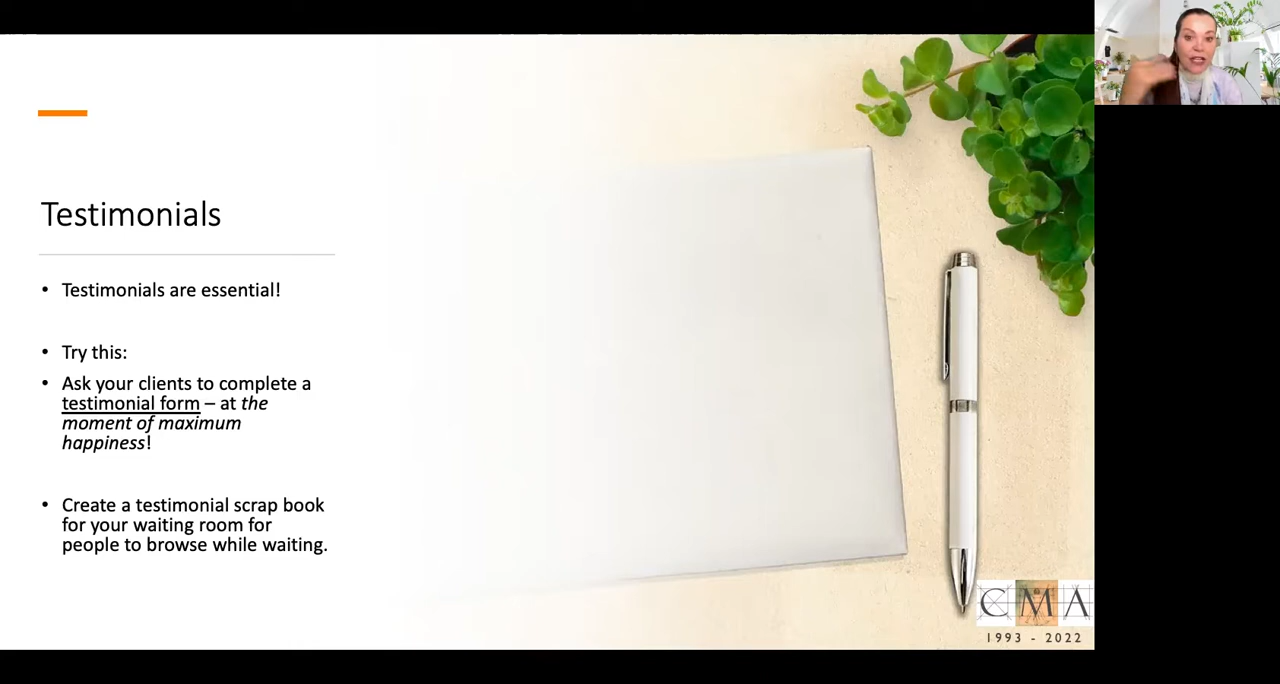 Testimonials
• Testimonials are essential!
• Try this:
• Ask your clients to complete a
testimonial form – at the
moment of maximum
happiness!
• Create a testimonial scrap book
for your waiting room for
people to browse while waiting.
CMA
1993 - 2022